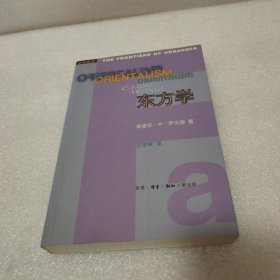 THE FRONTIERS OF ACADEMIA
ORIENTALISM
东方学
爱德华·W·萨义德 著
王宇根 译
生活·读书·新知三联书店
a